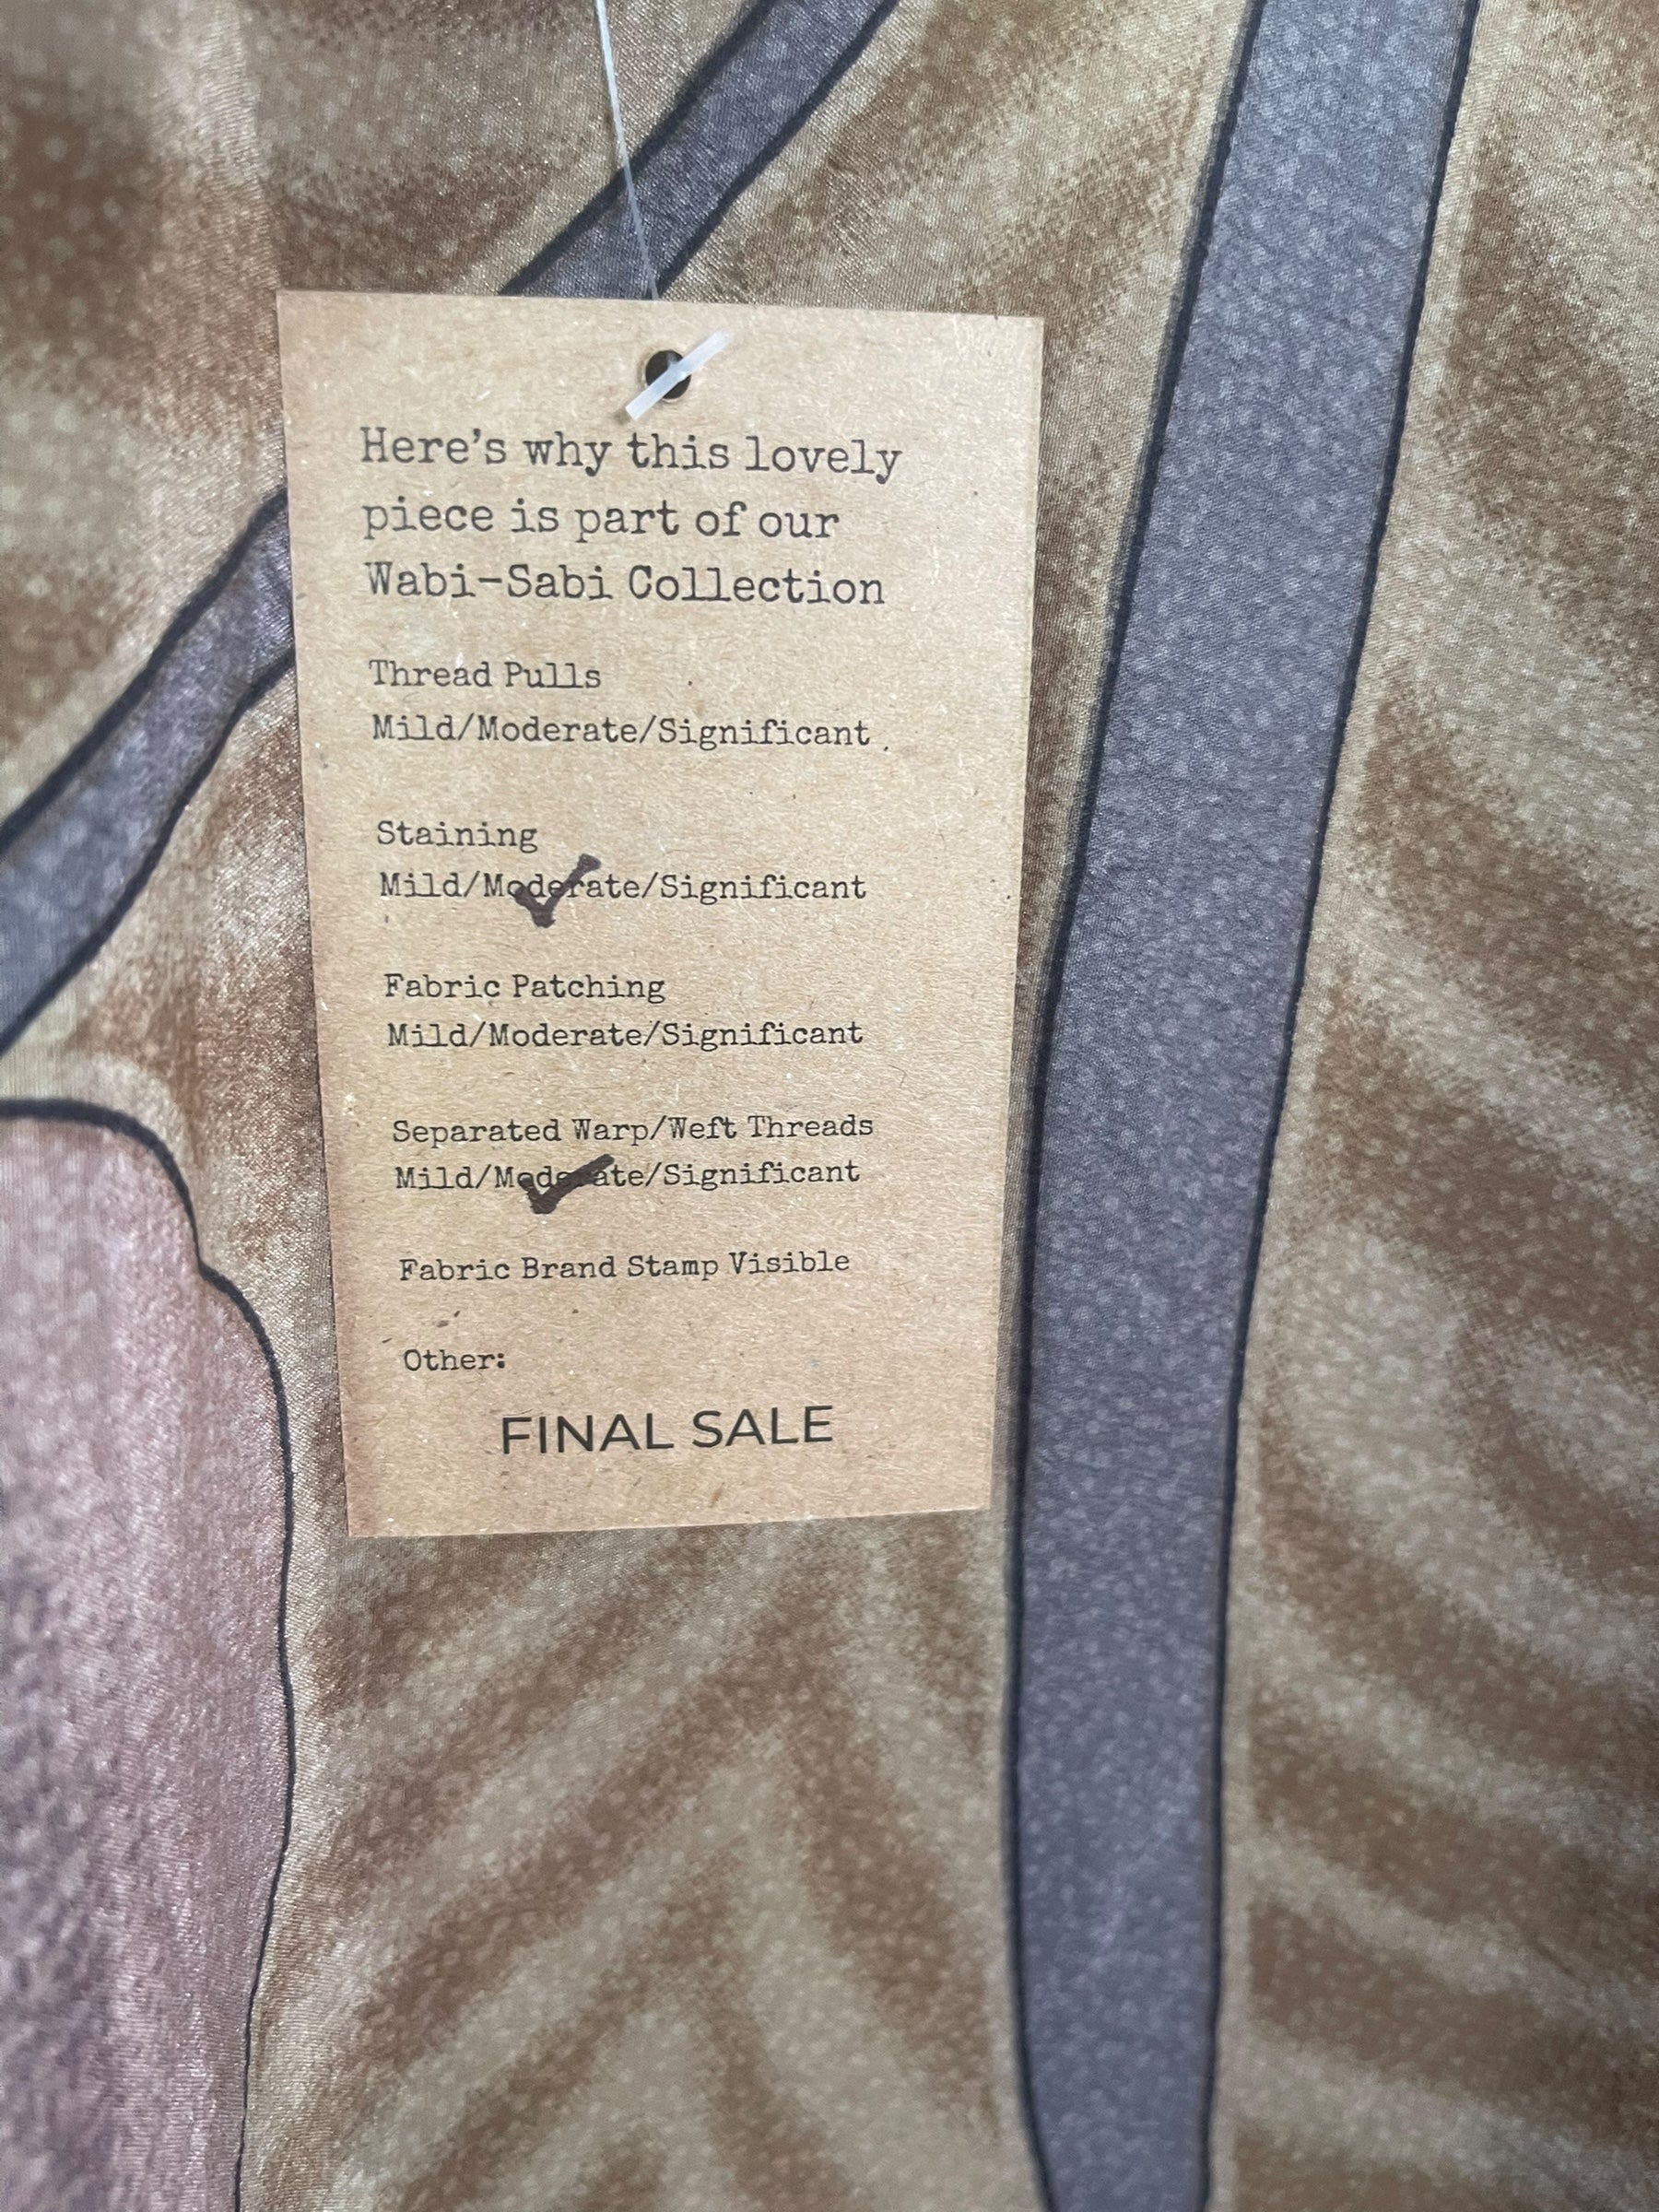 Here's why this lovely
piece is part of our
Wabi-Sabi Collection
Thread Pulls
Mild/Moderate/Significant
Staining
Mild/Moderate/Significant
Fabric Patching
Mild/Moderate/Significant
Separated Warp/Weft Threads
Mild/Moderate/Significant
Fabric Brand Stamp Visible
Other:
FINAL SALE